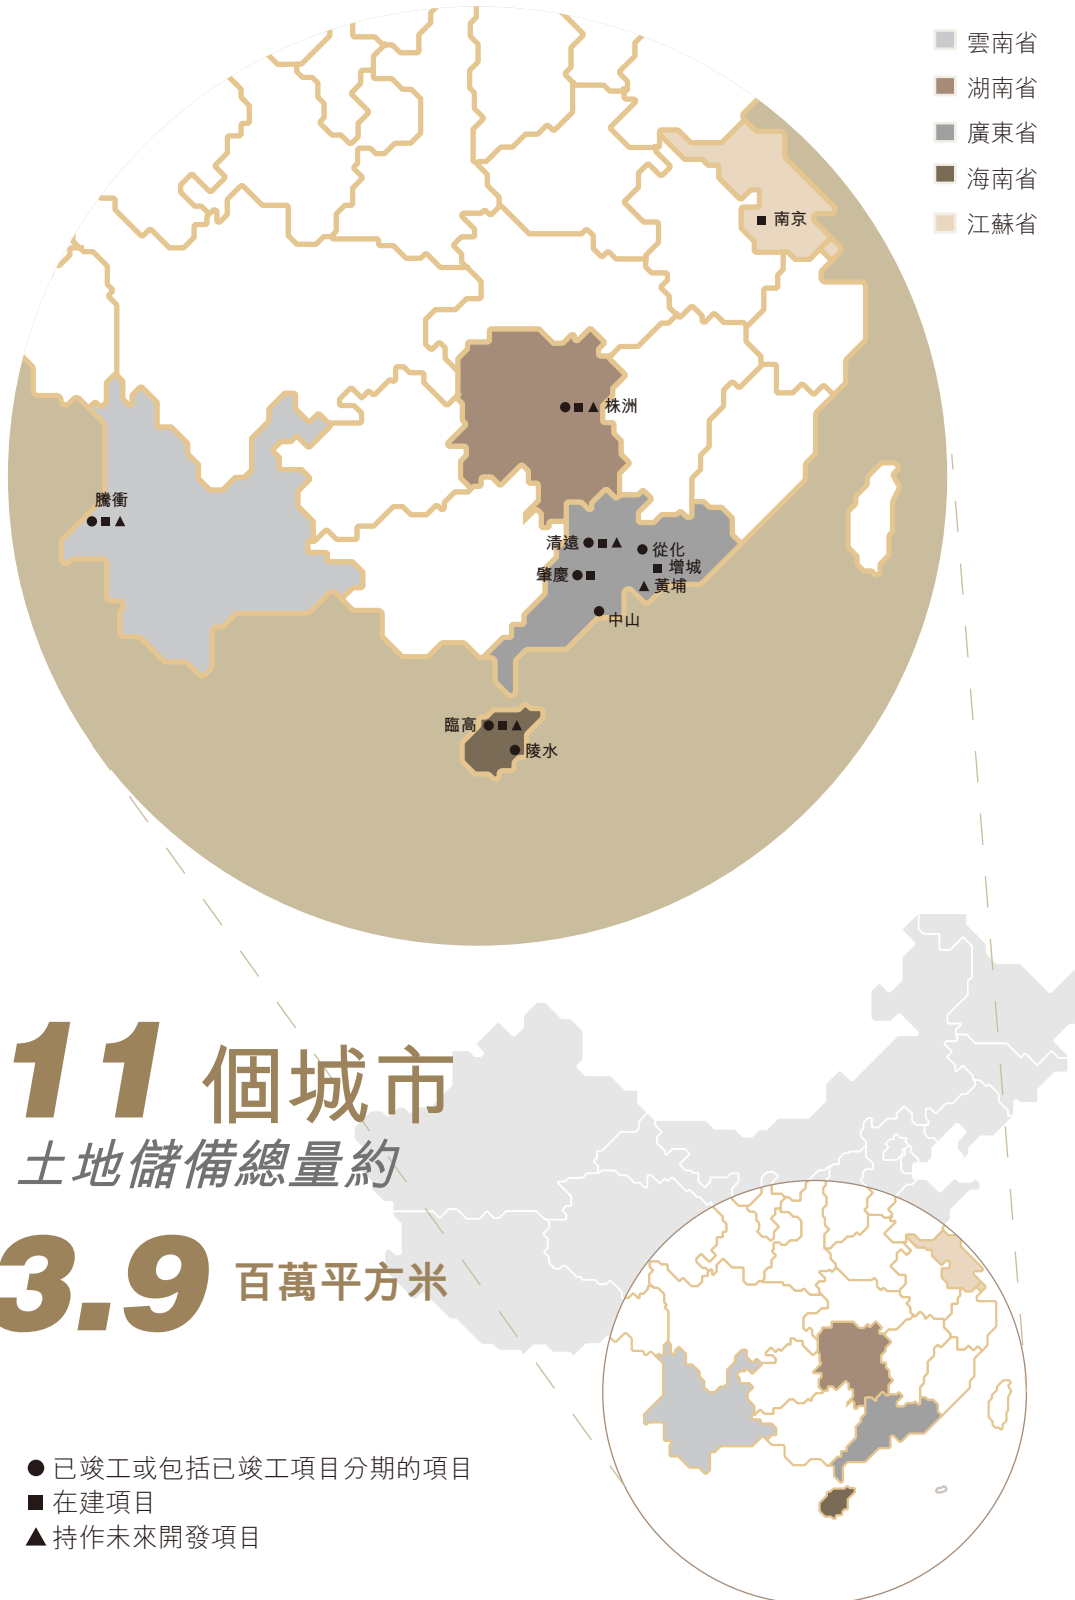 雲南省
湖南省
廣東省
海南省
江蘇省
南京
株洲
騰衝
清遠
從化
增城
肇慶
黃埔
中山
臨高
陵水
11 個城市
土地儲備總量約
3.9 百萬平方米
已竣工或包括已竣工項目分期的項目
在建項目
持作未來開發項目